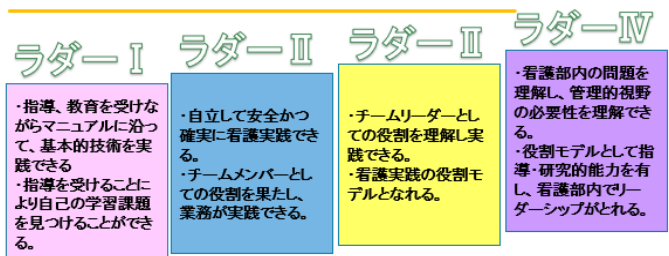 ラダーⅠ
・指導、教育を受けなが
らマニュアルに沿っ
て、基本的技術を実
践できる
・指導を受けることに
より自己の学習課題
を見つけることができ
る。
ラダーⅡ
・自立して安全かつ
確実に看護実践でき
る。
・チームメンバーとし
ての役割を果たし、
業務が実践できる。
ラダーⅡ
・チームリーダーとし
ての役割を理解し実
践できる。
・看護実践の役割モ
デルとなれる。
ラダーⅣ
・看護部内の問題を
理解し、管理的視野
の必要性を理解でき
る。
・役割モデルとして指
導・研究的能力を有
し、看護部内でリー
ダーシップがとれる。